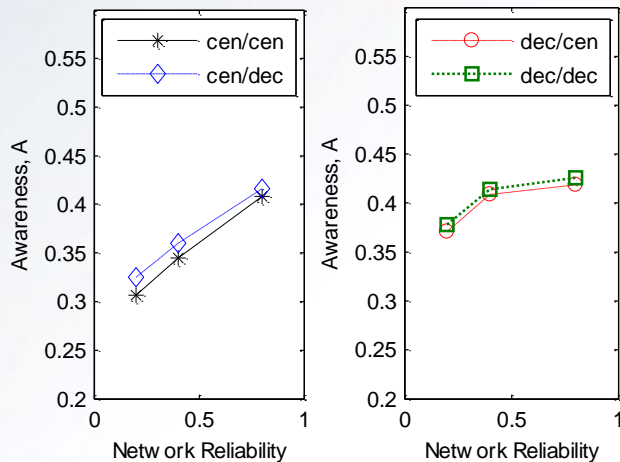 cen/cen
cen/dec
0.55
0.5
0.45
0.4
0.35
0.3
0.25
0.2
Awareness, A
0
0.5
1
Netw ork Reliability
dec/cen
dec/dec
0.55
0.5
0.45
0.4
0.35
0.3
0.25
0.2
Awareness, A
0
0.5
1
Netw ork Reliability